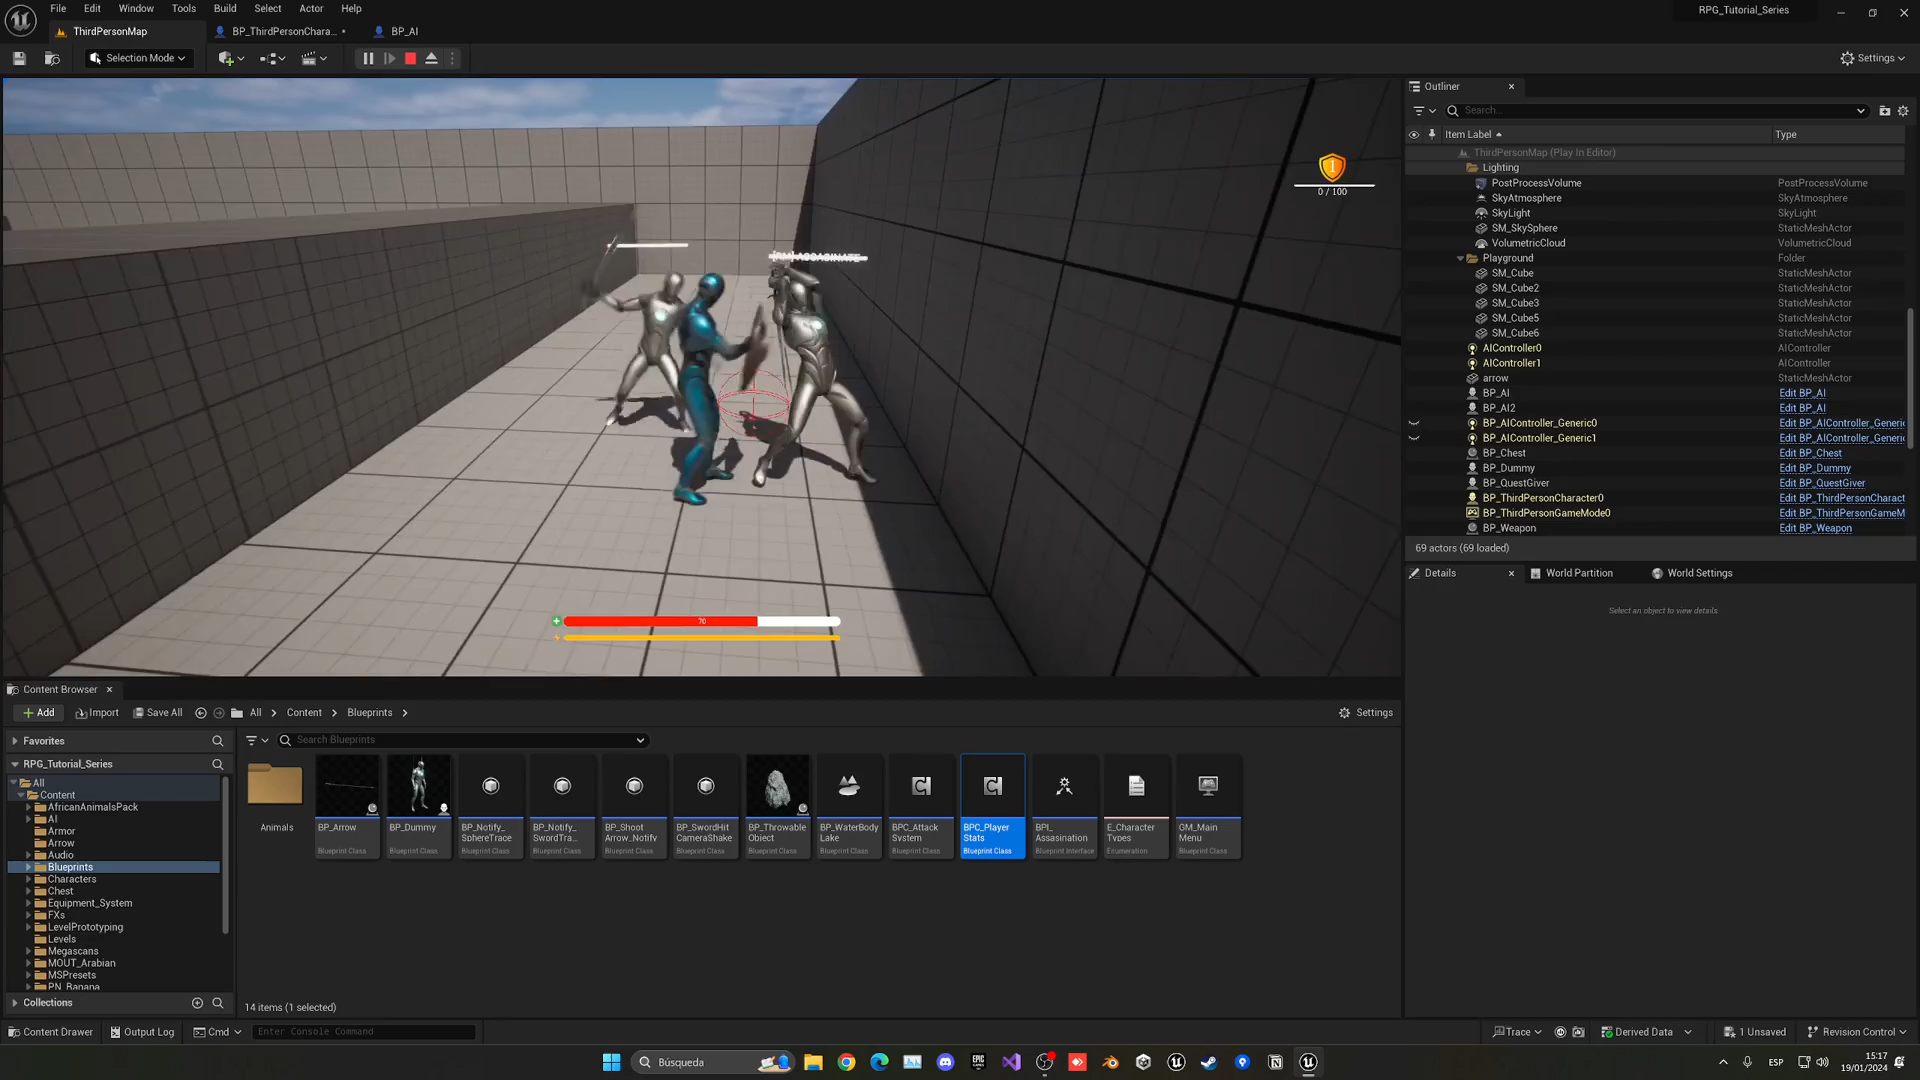 File Edit Window Tools Build Select Actor Help
RPG_Tutorial_Series
ThirdPersonMap
BP_ThirdPersonChara...
BP_AI
Selection Mode
Settings
Outliner
Search...
Item Label
Type
ThirdPersonMap (Play In Editor)
Lighting
PostProcessVolume PostProcessVolume
SkyAtmosphere SkyAtmosphere
SkyLight SkyLight
SM_SkySphere StaticMeshActor
VolumetricCloud VolumetricCloud
Playground Folder
SM_Cube StaticMeshActor
SM_Cube2 StaticMeshActor
SM_Cube3 StaticMeshActor
SM_Cube5 StaticMeshActor
SM_Cube6 StaticMeshActor
AIController0 AIController
AIController1 AIController
arrow StaticMeshActor
BP_AI Edit BP_AI
BP_AI2 Edit BP_AI
BP_AIController_Generic0 Edit BP_AIController_Generic
BP_AIController_Generic1 Edit BP_AIController_Generic
BP_Chest Edit BP_Chest
BP_Dummy Edit BP_Dummy
BP_QuestGiver Edit BP_QuestGiver
BP_ThirdPersonCharacter0 Edit BP_ThirdPersonCharact
BP_ThirdPersonGameMode0 Edit BP_ThirdPersonGameM
BP_Weapon Edit BP_Weapon
69 actors (69 loaded)
Details
World Partition
World Settings
Select an object to view details.
0 / 100
70
Content Browser
Add Import Save All All > Content > Blueprints >
Settings
Favorites
Search Blueprints
RPG_Tutorial_Series
All
Content
AfricanAnimalsPack
AI
Armor
Arrow
Audio
Blueprints
Characters
Chest
Equipment_System
FXs
LevelPrototyping
Levels
Megascans
MOUT_Arabian
MSPresets
PN_Banana
Collections
Animals
BP_Arrow
Blueprint Class
BP_Dummy
Blueprint Class
BP_Notify_
SphereTrace
Blueprint Class
BP_Notify_
SwordTra...
Blueprint Class
BP_Shoot
Arrow_Notify
Blueprint Class
BP_SwordHit
CameraShake
Blueprint Class
BP_Throwable
Object
Blueprint Class
BP_WaterBody
Lake
Blueprint Class
BPC_Attack
System
Blueprint Class
BPC_Player
Stats
Blueprint Class
BPI_
Assasination
Blueprint Interface
E_Character
Types
Enumeration
GM_Main
Menu
Blueprint Class
14 items (1 selected)
Content Drawer Output Log Cmd Enter Console Command
Trace Derived Data 1 Unsaved Revision Control
Búsqueda
ESP
15:17
19/01/2024